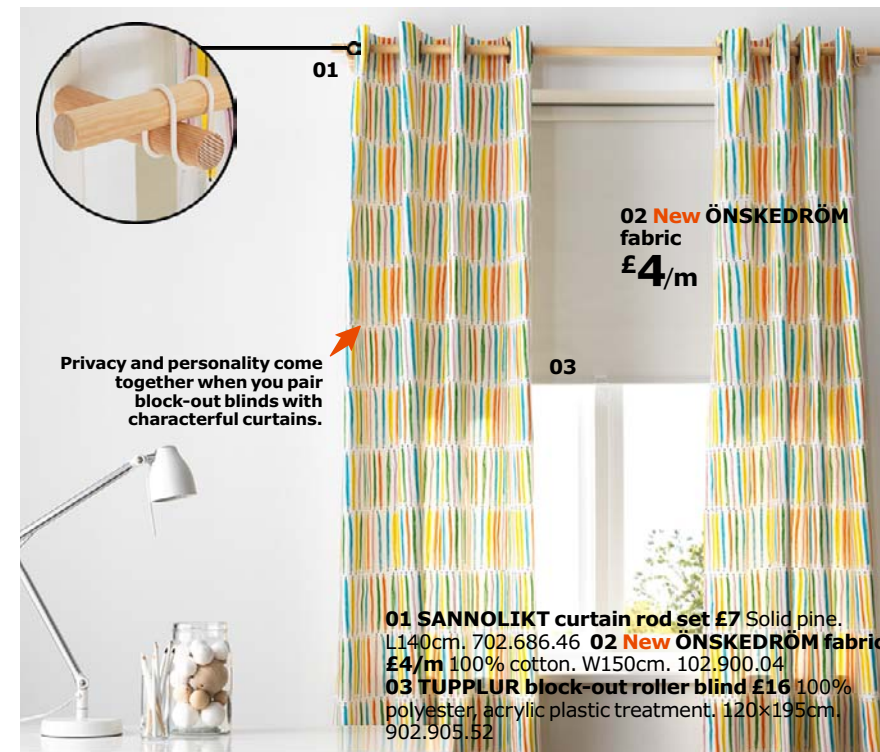 01
02 New ÖNSKEDRÖM
fabric
£4/m
Privacy and personality come
together when you pair
block-out blinds with
characterful curtains.
03
01 SANNOLIKT curtain rod set £7 Solid pine.
L140cm. 702.686.46 02 New ÖNSKEDRÖM fabric
£4/m 100% cotton. W150cm. 102.900.04
03 TUPPLUR block-out roller blind £16 100%
polyester, acrylic plastic treatment. 120×195cm.
902.905.52